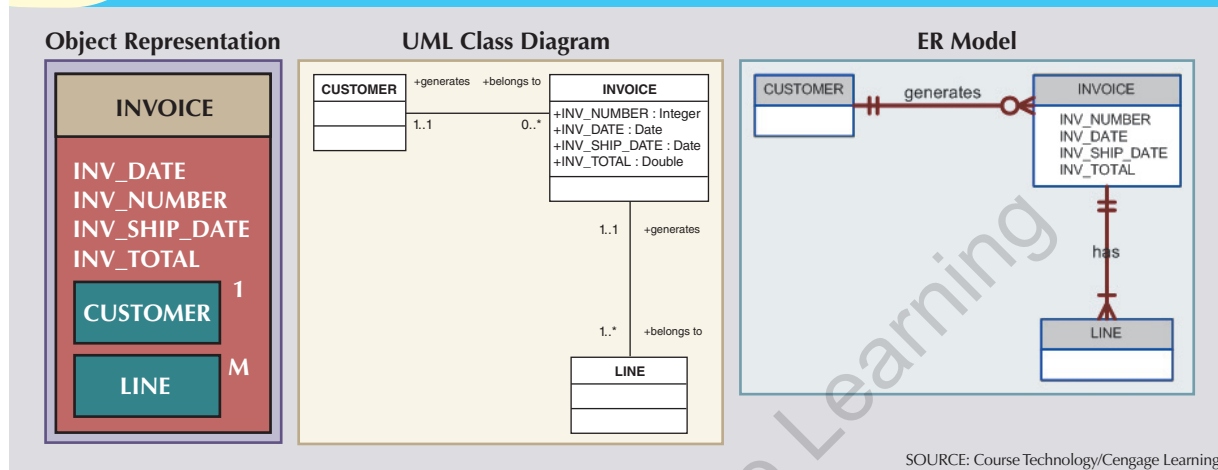 Object Representation
INVOICE
INV_DATE
INV_NUMBER
INV_SHIP_DATE
INV_TOTAL
1
CUSTOMER
M
LINE
UML Class Diagram
CUSTOMER
+generates +belongs to
1..1 0..*
INVOICE
+INV_NUMBER : Integer
+INV_DATE : Date
+INV_SHIP_DATE : Date
+INV_TOTAL : Double
1..1 +generates
1..* +belongs to
LINE
ER Model
CUSTOMER
generates
INVOICE
INV_NUMBER
INV_DATE
INV_SHIP_DATE
INV_TOTAL
has
LINE
Learning
SOURCE: Course Technology/Cengage Learning